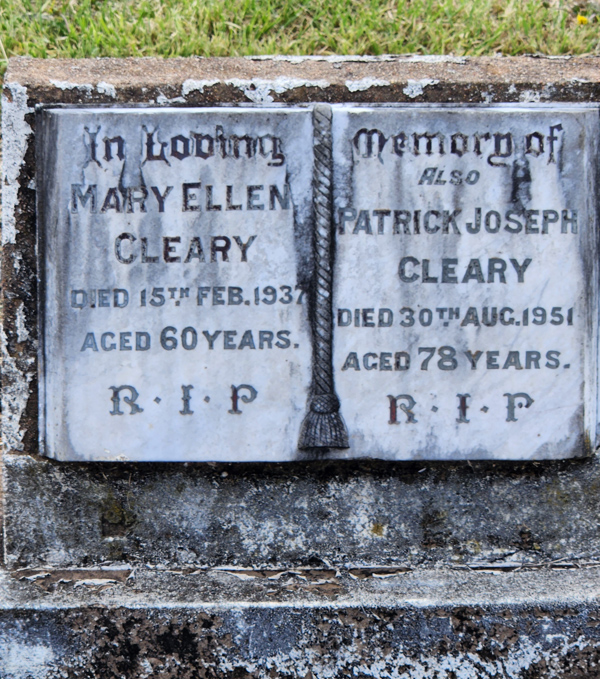 In Loving
MARY ELLEN
CLEARY
DIED 15TH FEB. 1937
AGED 60 YEARS.
R · I · P
Memory of
ALSO
PATRICK JOSEPH
CLEARY
DIED 30TH AUG. 1951
AGED 78 YEARS.
R · I · P